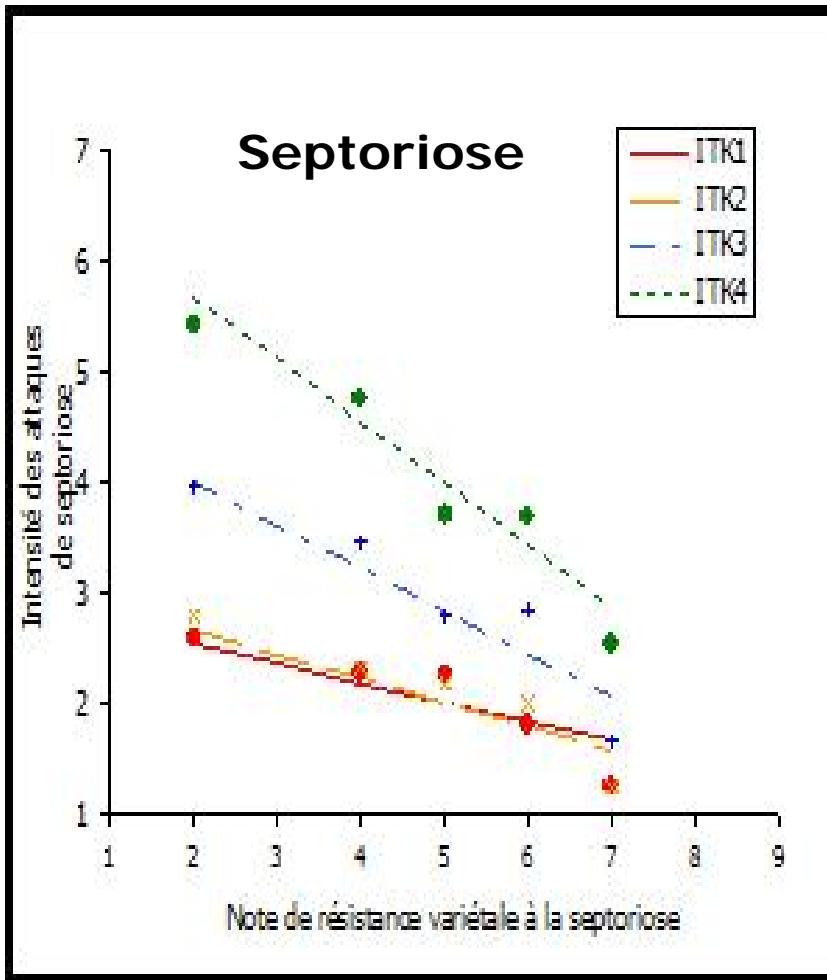 Septoriose
ITK1
ITK2
ITK3
ITK4
7
6
5
4
3
2
1
Intensité des attaques
de septoriose
1 2 3 4 5 6 7 8 9
Note de résistance variétale à la septoriose